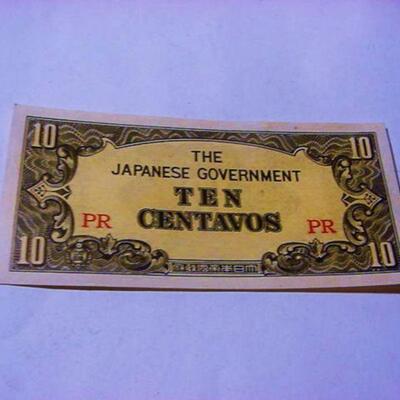 10 10
THE
JAPANESE GOVERNMENT
TEN
PR CENTAVOS PR
10 10